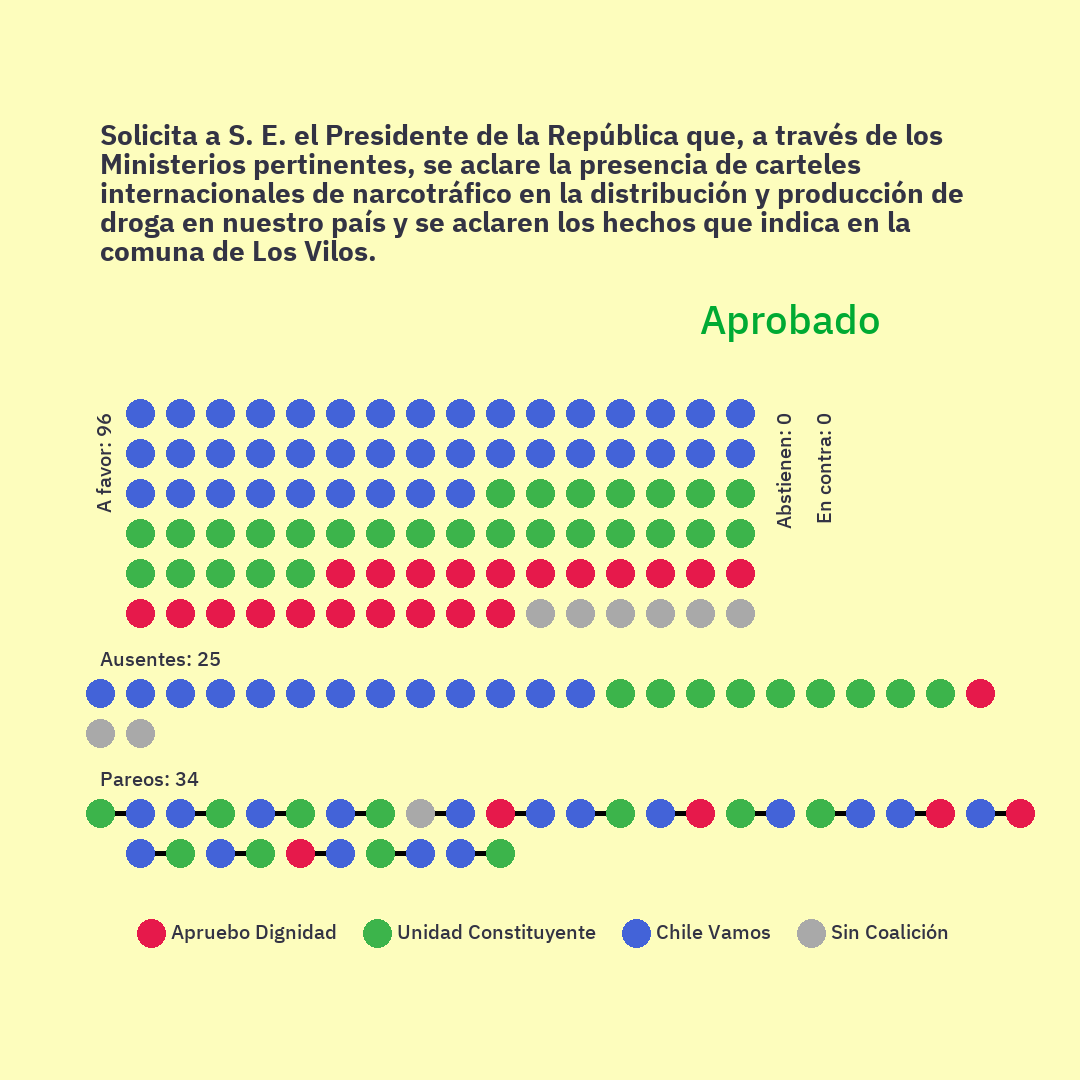 Solicita a S. E. el Presidente de la República que, a través de los
Ministerios pertinentes, se aclare la presencia de carteles
internacionales de narcotráfico en la distribución y producción de
droga en nuestro país y se aclaren los hechos que indica en la
comuna de Los Vilos.
Aprobado
A favor: 96
Abstienen: 0
En contra: 0
Ausentes: 25
Pareos: 34
Apruebo Dignidad
Unidad Constituyente
Chile Vamos
Sin Coalición